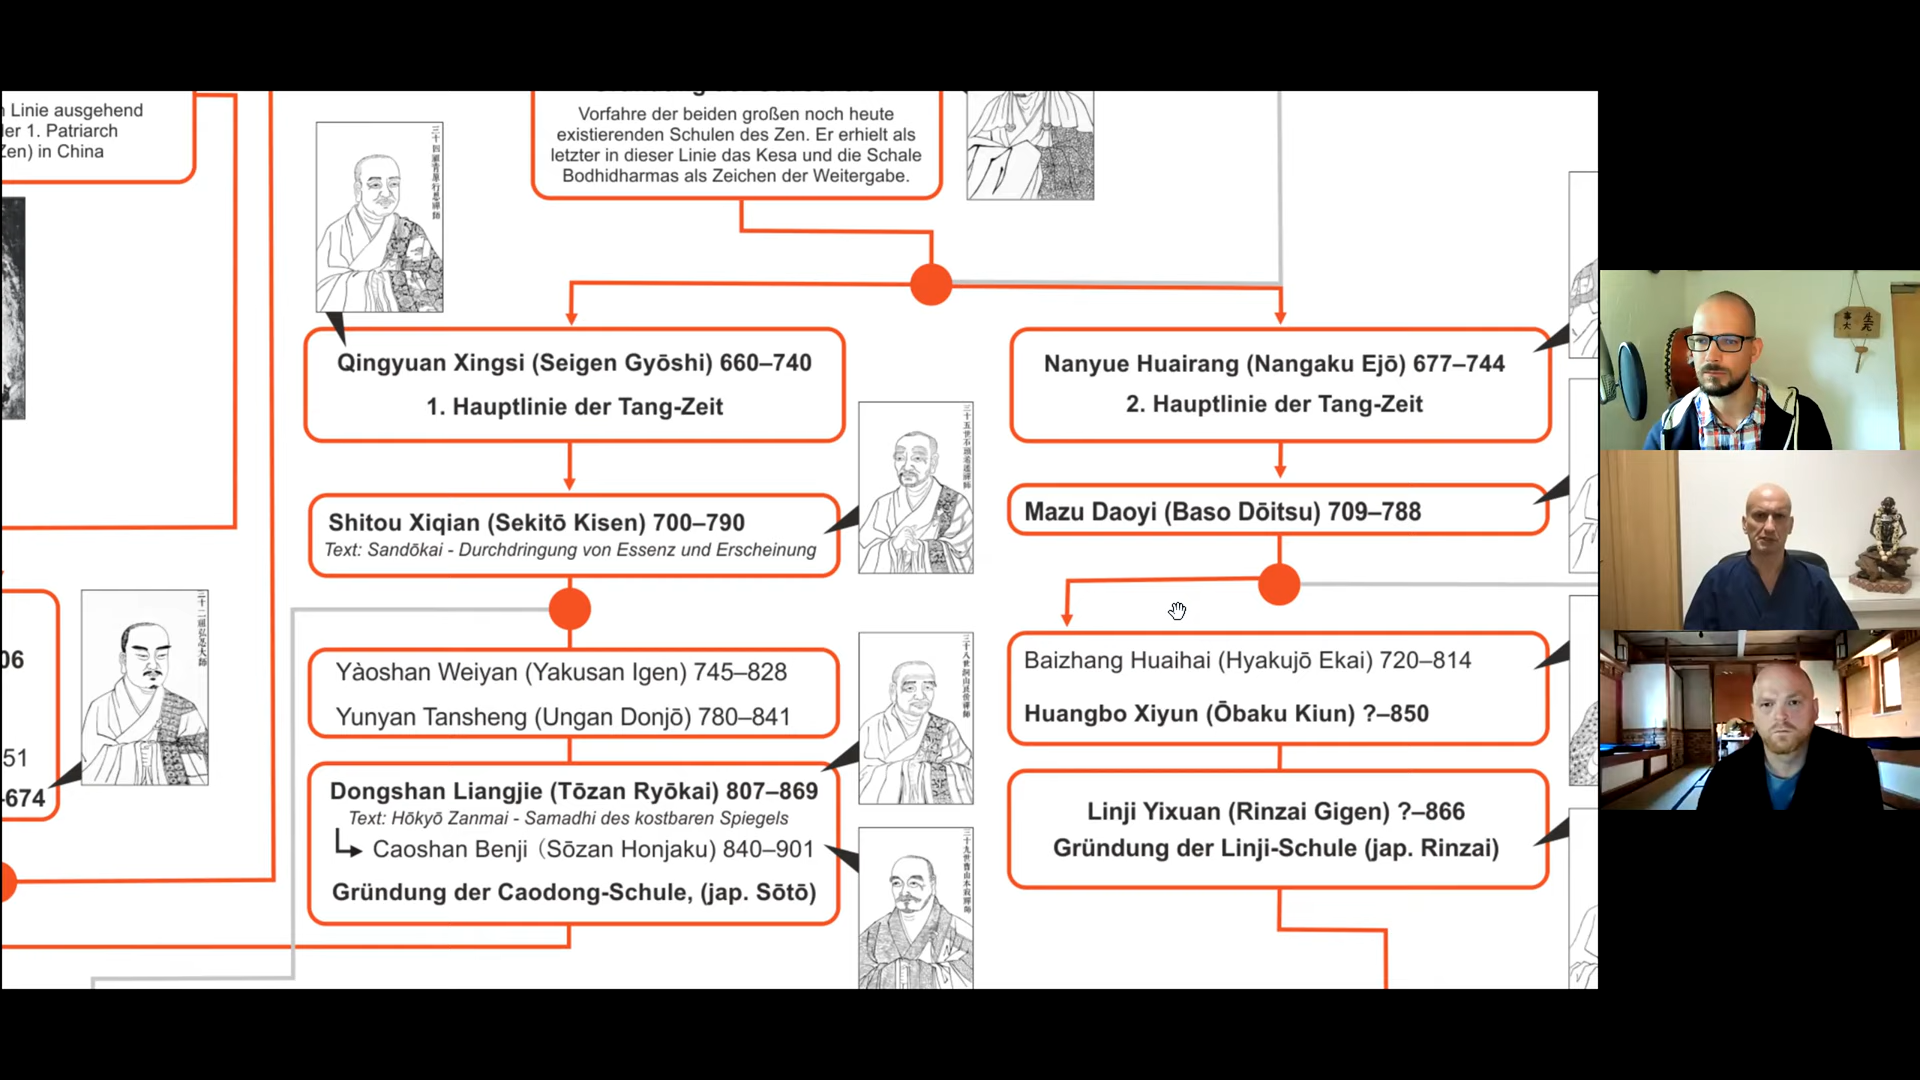 n Linie ausgehend
ler 1. Patriarch
Zen) in China
Vorfahre der beiden großen noch heute
existierenden Schulen des Zen. Er erhielt als
letzter in dieser Linie das Kesa und die Schale
Bodhidharmas als Zeichen der Weitergabe.
Qingyuan Xingsi (Seigen Gyōshi) 660–740
1. Hauptlinie der Tang-Zeit
Nanyue Huairang (Nangaku Ejō) 677–744
2. Hauptlinie der Tang-Zeit
Shitou Xiqian (Sekitō Kisen) 700–790
Text: Sandōkai - Durchdringung von Essenz und Erscheinung
Mazu Daoyi (Baso Dōitsu) 709–788
06
51
-674
Yàoshan Weiyan (Yakusan Igen) 745–828
Yunyan Tansheng (Ungan Donjō) 780–841
Baizhang Huaihai (Hyakujō Ekai) 720–814
Huangbo Xiyun (Ōbaku Kiun) ?–850
Dongshan Liangjie (Tōzan Ryōkai) 807–869
Text: Hōkyō Zanmai - Samadhi des kostbaren Spiegels
Caoshan Benji（Sōzan Honjaku) 840–901
Gründung der Caodong-Schule, (jap. Sōtō)
Linji Yixuan (Rinzai Gigen) ?–866
Gründung der Linji-Schule (jap. Rinzai)
生死
事大